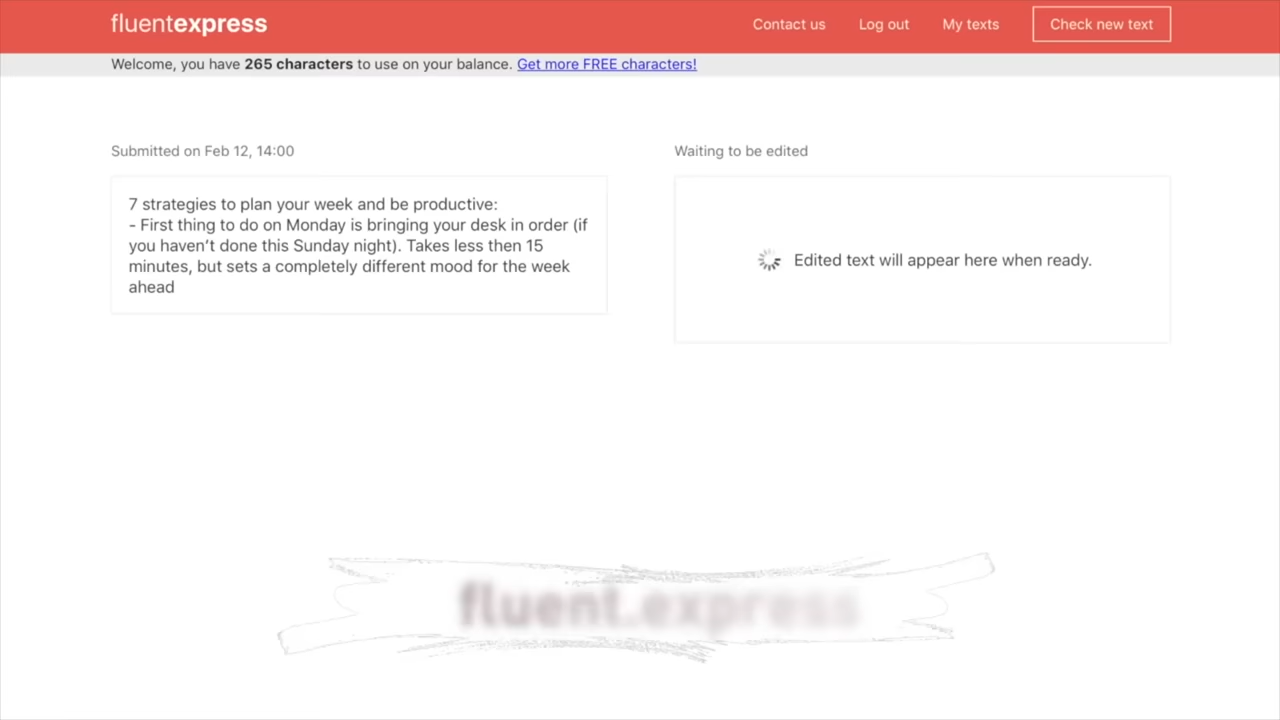 fluentexpress
Contact us
Log out
My texts
Check new text
Welcome, you have 265 characters to use on your balance. Get more FREE characters!
Submitted on Feb 12, 14:00
7 strategies to plan your week and be productive:
- First thing to do on Monday is bringing your desk in order (if
you haven’t done this Sunday night). Takes less then 15
minutes, but sets a completely different mood for the week
ahead
Waiting to be edited
Edited text will appear here when ready.
fluent.express